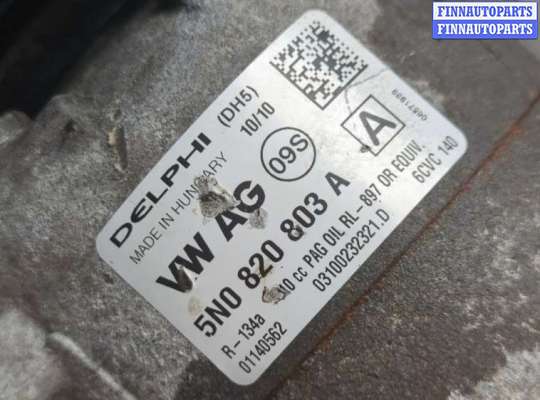 FINNAUTOPARTS
FINNAUTOPARTS
DELPHI (DH5)
MADE IN HUNGARY 10/10
VW AG 09S A
5N0 820 803 A
R-134a cc PAG OIL RL-897 OR EQUIV.
01140562 03100232321.D 6CVC 140